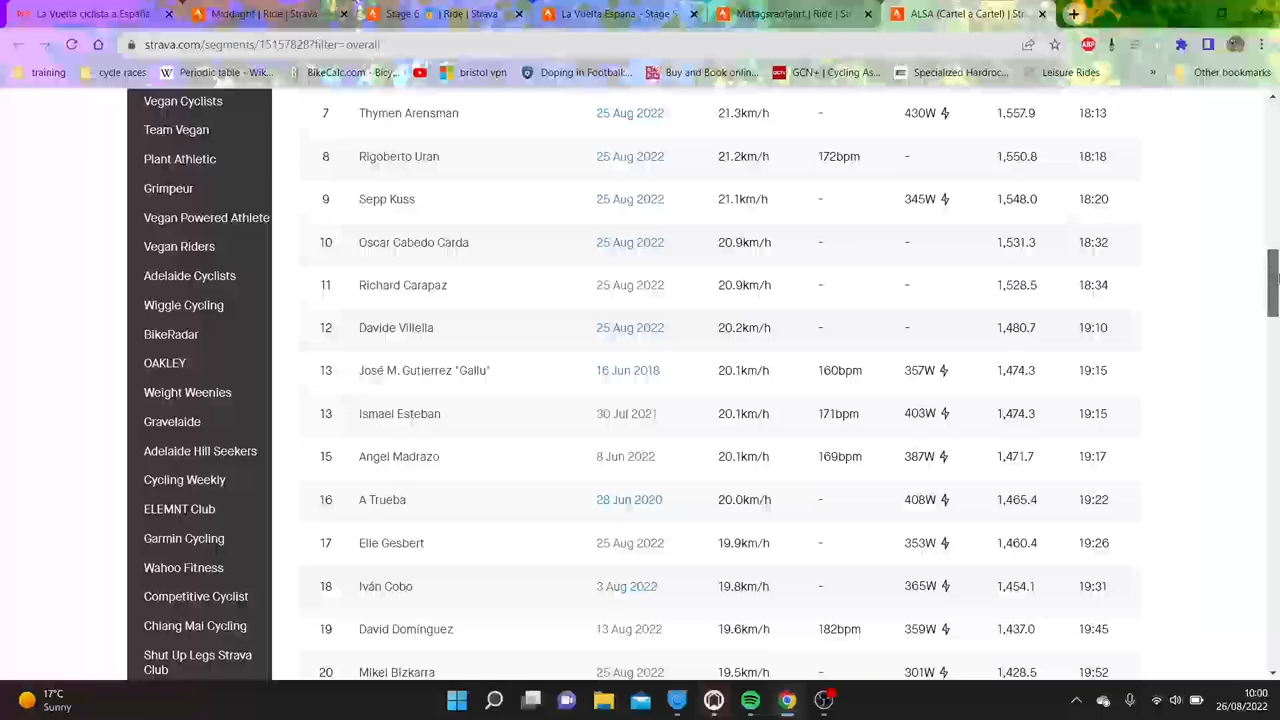 La Vuelta ciclista a España
Midday! | Ride | Strava
Stage 6 | Ride | Strava
La Vuelta España - Stage
Mittagsradfahrt | Ride | Str
ALSA (Cartel a Cartel) | Str
strava.com/segments/15157828?filter=overall
training
cycle races
Periodic table - Wik...
BikeCalc.com - Bicy...
bristol vpn
Doping in Football...
Buy and Book onlin...
GCN+ | Cycling As...
Specialized Hardroc...
Leisure Rides
»
Other bookmarks
Vegan Cyclists
Team Vegan
Plant Athletic
Grimpeur
Vegan Powered Athlete
Vegan Riders
Adelaide Cyclists
Wiggle Cycling
BikeRadar
OAKLEY
Weight Weenies
Gravelaide
Adelaide Hill Seekers
Cycling Weekly
ELEMNT Club
Garmin Cycling
Wahoo Fitness
Competitive Cyclist
Chiang Mai Cycling
Shut Up Legs Strava
Club
7 Thymen Arensman 25 Aug 2022 21.3km/h - 430W 1,557.9 18:13
8 Rigoberto Uran 25 Aug 2022 21.2km/h 172bpm - 1,550.8 18:18
9 Sepp Kuss 25 Aug 2022 21.1km/h - 345W 1,548.0 18:20
10 Oscar Cabedo Carda 25 Aug 2022 20.9km/h - - 1,531.3 18:32
11 Richard Carapaz 25 Aug 2022 20.9km/h - - 1,528.5 18:34
12 Davide Villella 25 Aug 2022 20.2km/h - - 1,480.7 19:10
13 José M. Gutierrez "Gallu" 16 Jun 2018 20.1km/h 160bpm 357W 1,474.3 19:15
13 Ismael Esteban 30 Jul 2021 20.1km/h 171bpm 403W 1,474.3 19:15
15 Angel Madrazo 8 Jun 2022 20.1km/h 169bpm 387W 1,471.7 19:17
16 A Trueba 28 Jun 2020 20.0km/h - 408W 1,465.4 19:22
17 Elie Gesbert 25 Aug 2022 19.9km/h - 353W 1,460.4 19:26
18 Iván Cobo 3 Aug 2022 19.8km/h - 365W 1,454.1 19:31
19 David Domínguez 13 Aug 2022 19.6km/h 182bpm 359W 1,437.0 19:45
20 Mikel Bizkarra 25 Aug 2022 19.5km/h - 301W 1,428.5 19:52
17°C
Sunny
10:00
26/08/2022